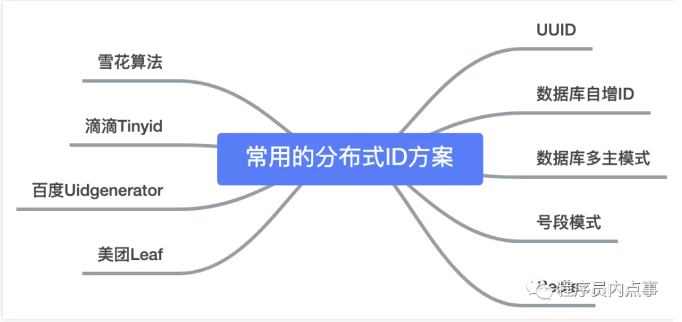 常用的分布式ID方案
雪花算法
滴滴Tinyid
百度Uidgenerator
美团Leaf
UUID
数据库自增ID
数据库多主模式
号段模式
程序员内点事